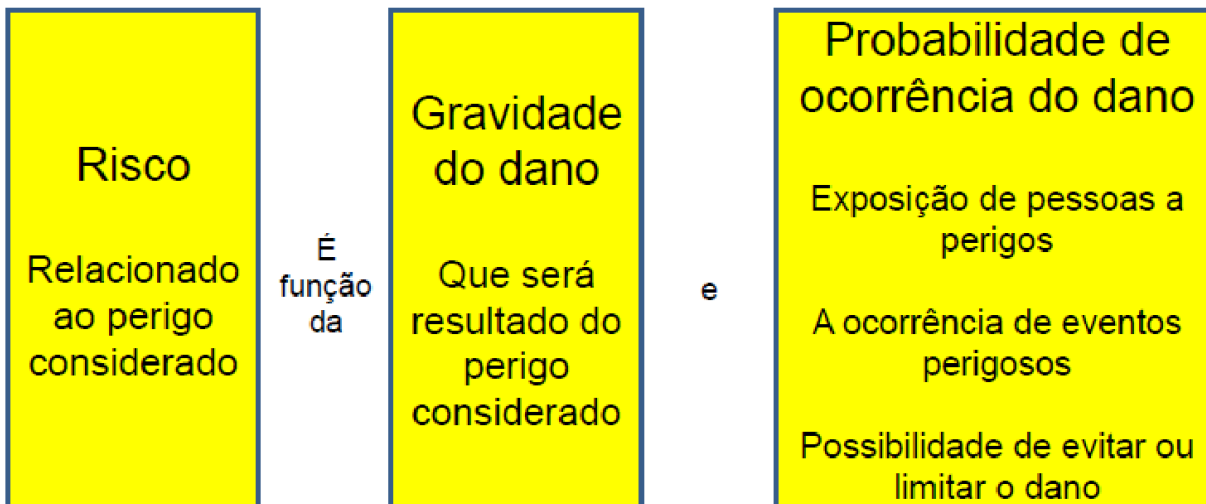 Risco
Relacionado
ao perigo
considerado
É
função
da
Gravidade
do dano
Que será
resultado do
perigo
considerado
e
Probabilidade de
ocorrência do dano
Exposição de pessoas a
perigos
A ocorrência de eventos
perigosos
Possibilidade de evitar ou
limitar o dano